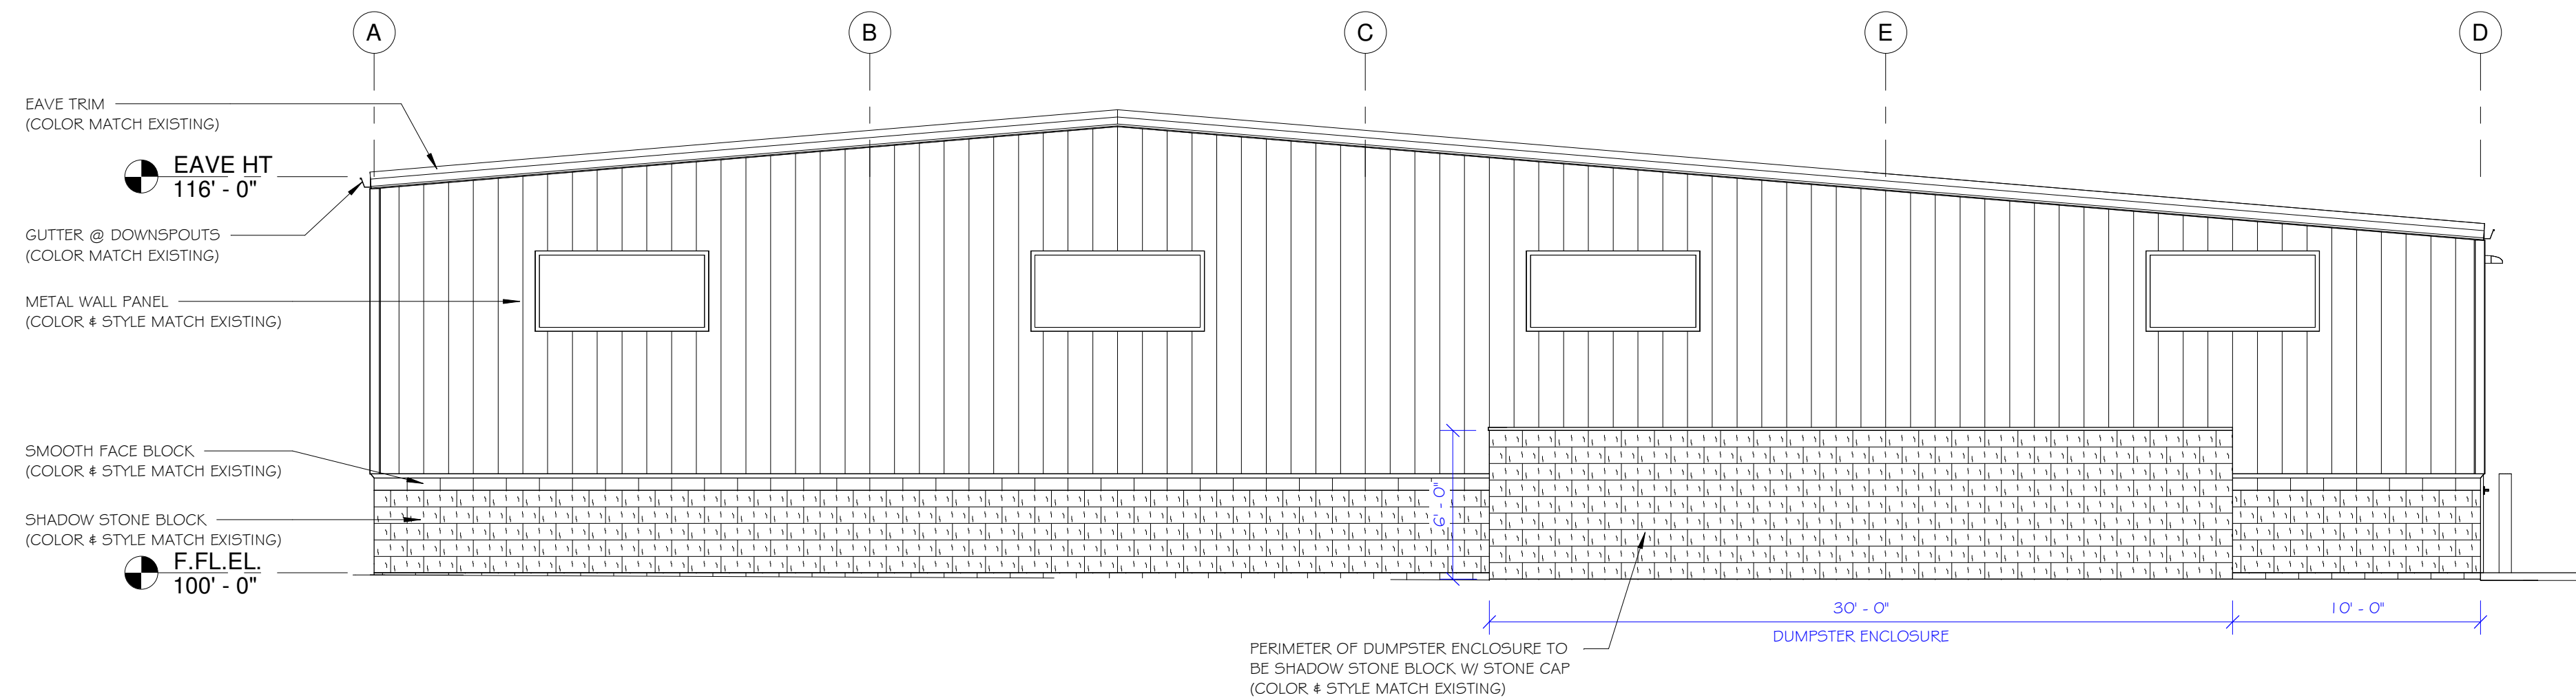 A
B
C
E
D
EAVE TRIM
(COLOR MATCH EXISTING)
EAVE HT
116' - 0"
GUTTER @ DOWNSPOUTS
(COLOR MATCH EXISTING)
METAL WALL PANEL
(COLOR & STYLE MATCH EXISTING)
SMOOTH FACE BLOCK
(COLOR & STYLE MATCH EXISTING)
SHADOW STONE BLOCK
(COLOR & STYLE MATCH EXISTING)
F.FL.EL.
100' - 0"
6' - 0"
30' - 0"
10' - 0"
DUMPSTER ENCLOSURE
PERIMETER OF DUMPSTER ENCLOSURE TO
BE SHADOW STONE BLOCK W/ STONE CAP
(COLOR & STYLE MATCH EXISTING)